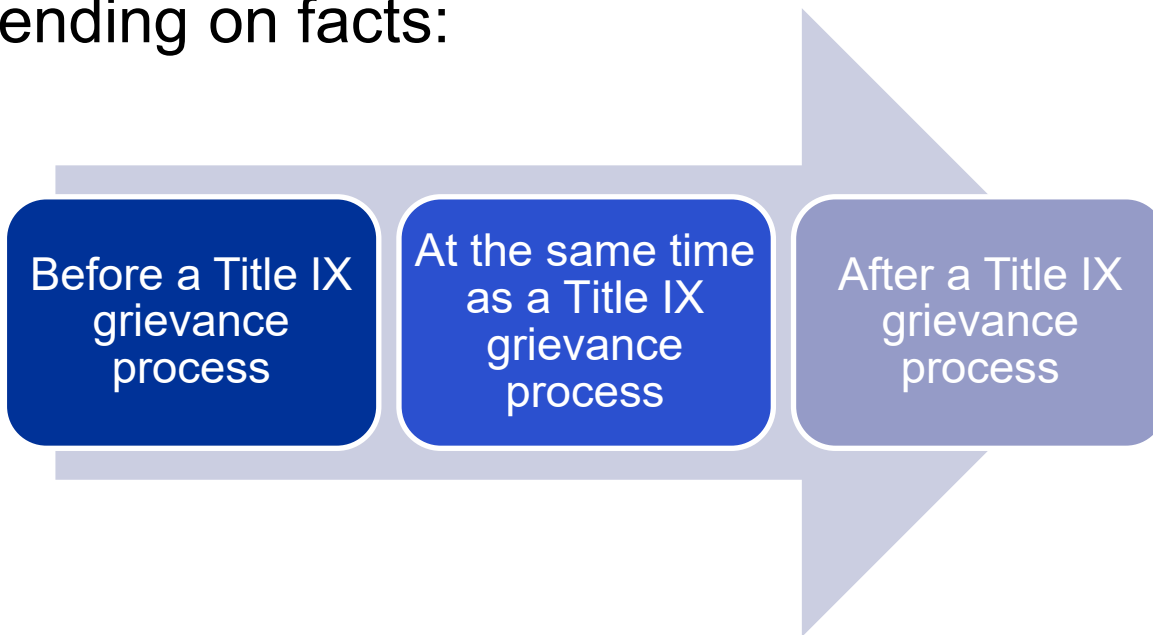 ending on facts:
Before a Title IX
grievance
process
At the same time
as a Title IX
grievance
process
After a Title IX
grievance
process